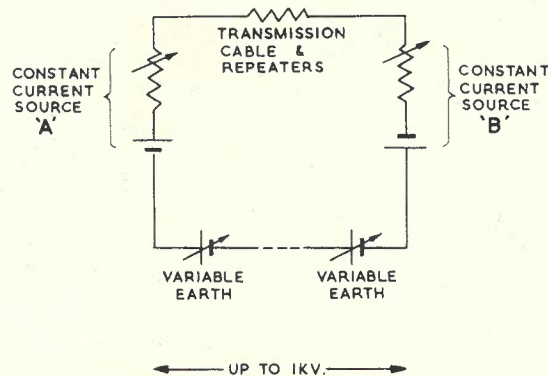 TRANSMISSION
CABLE &
REPEATERS
CONSTANT
CURRENT
SOURCE
'A'
CONSTANT
CURRENT
SOURCE
'B'
VARIABLE
EARTH
VARIABLE
EARTH
UP TO 1KV.